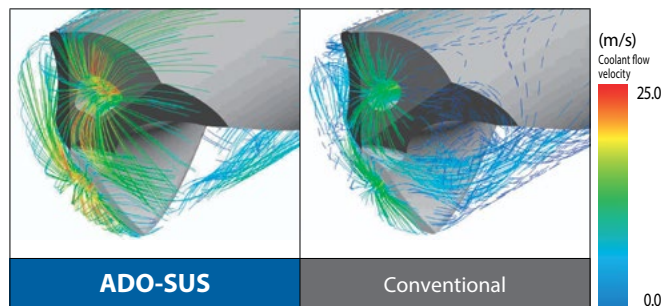 (m/s)
Coolant flow
velocity
25.0
0.0
ADO-SUS
Conventional